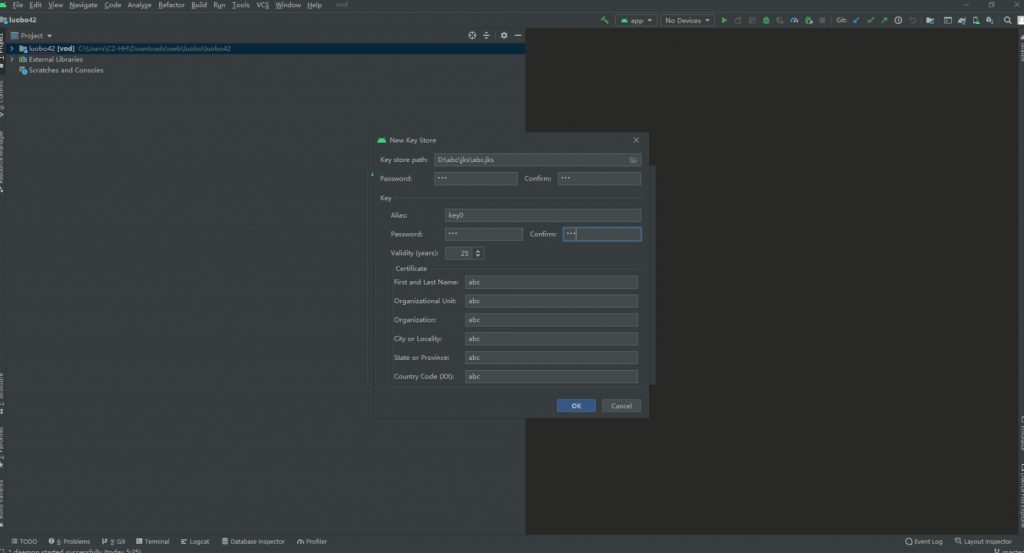 File Edit View Navigate Code Analyze Refactor Build Run Tools VCS Window Help vod
luobo42
app No Devices Git:
Project
luobo42 [vod] C:\Users\C2-HH\Downloads\web\luobo\luobo42
External Libraries
Scratches and Consoles
New Key Store
Key store path: D:\abc\jks\abc.jks
Password: *** Confirm: ***
Key
Alias: key0
Password: *** Confirm: ***
Validity (years): 25
Certificate
First and Last Name: abc
Organizational Unit: abc
Organization: abc
City or Locality: abc
State or Province: abc
Country Code (XX): abc
OK Cancel
Resource Manager
TODO 6: Problems 9: Git Terminal Logcat Database Inspector Profiler Event Log Layout Inspector
* daemon started successfully (today 5:25)